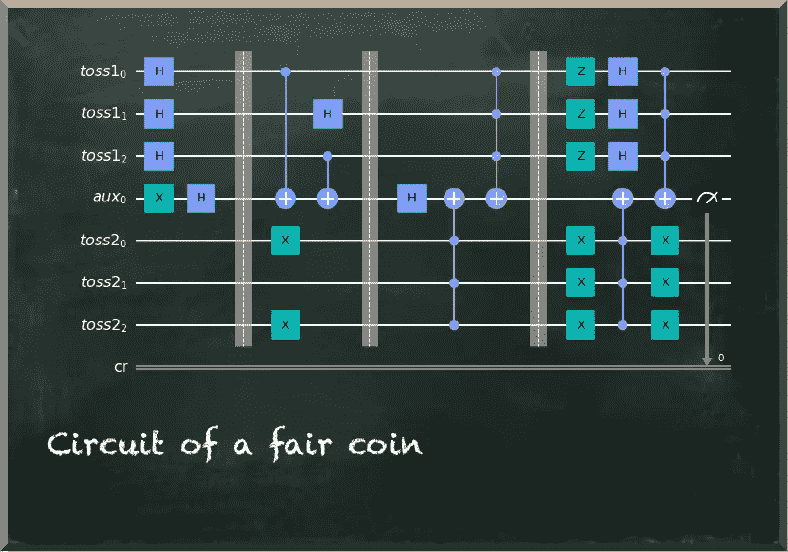 toss1₀ H
toss1₁ H H
toss1₂ H
aux₀ X H H
toss2₀ X X X
toss2₁ X X
toss2₂ X X X
cr 0
Z H
Z H
Z H
Circuit of a fair coin